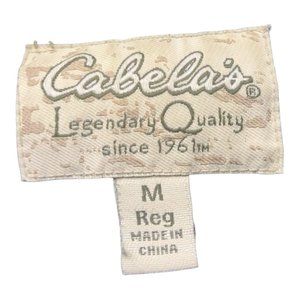 Cabela's®
Legendary Quality
since 1961™
M
Reg
MADE IN
CHINA